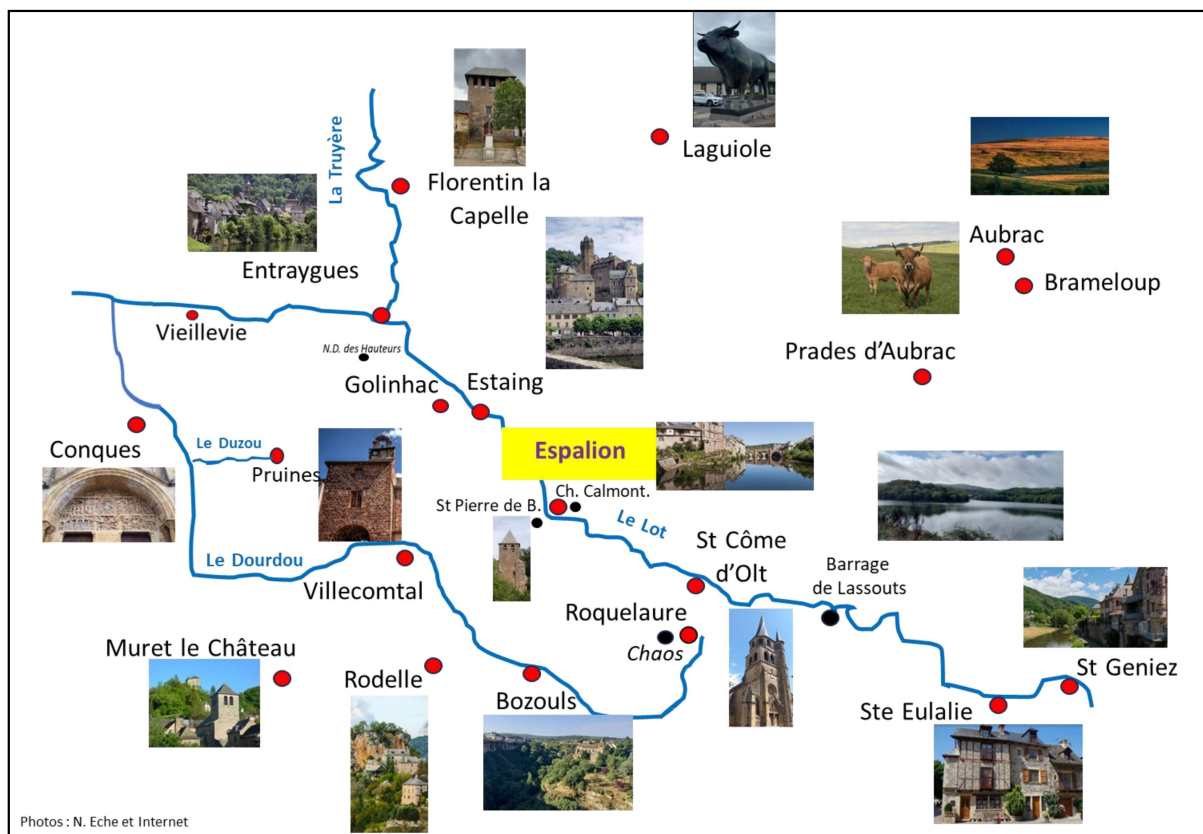 Laguiole
La Truyère
Florentin la
Capelle
Entraygues
Aubrac
Brameloup
Vieillevie
N.D. des Hauteurs
Prades d’Aubrac
Golinhac
Estaing
Conques
Le Duzou
Pruines
Espalion
St Pierre de B.
Ch. Calmont.
Le Lot
St Côme
d’Olt
Barrage
de Lassouts
Le Dourdou
Villecomtal
Roquelaure
Chaos
Muret le Château
Rodelle
Bozouls
St Geniez
Ste Eulalie
Photos : N. Eche et Internet